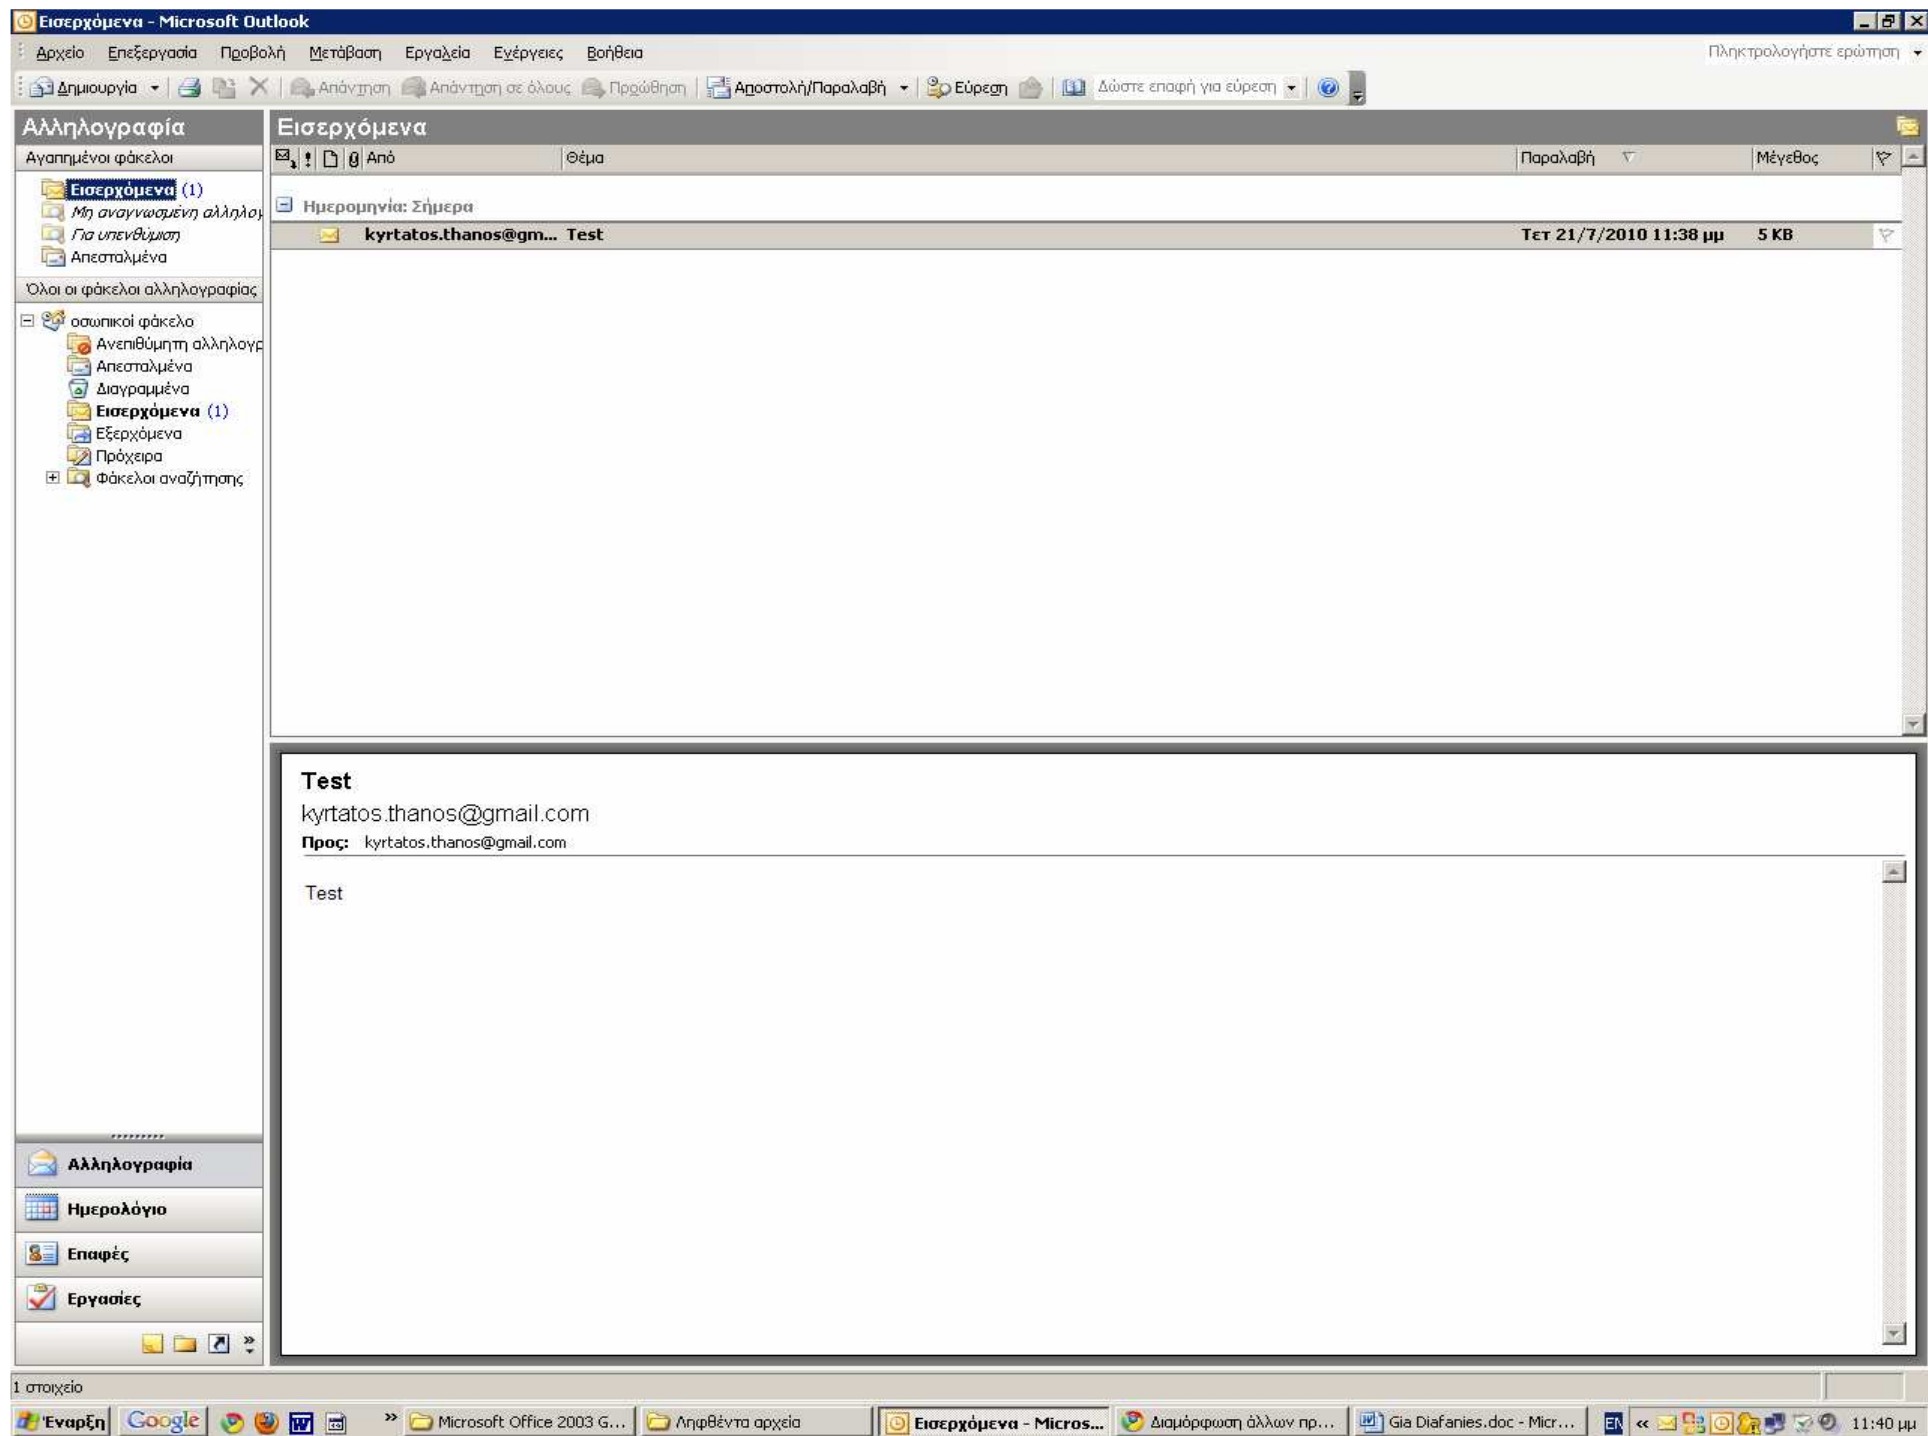 Εισερχόμενα - Microsoft Outlook
Αρχείο Επεξεργασία Προβολή Μετάβαση Εργαλεία Ενέργειες Βοήθεια Πληκτρολογήστε ερώτηση
Δημιουργία Απάντηση Απάντηση σε όλους Προώθηση Αποστολή/Παραλαβή Εύρεση Δώστε επαφή για εύρεση
Αλληλογραφία
Αγαπημένοι φάκελοι
Εισερχόμενα (1)
Μη αναγνωσμένη αλληλογ
Για υπενθύμιση
Απεσταλμένα
Όλοι οι φάκελοι αλληλογραφίας
οσωπικοί φάκελο
Ανεπιθύμητη αλληλογρ
Απεσταλμένα
Διαγραμμένα
Εισερχόμενα (1)
Εξερχόμενα
Πρόχειρα
Φάκελοι αναζήτησης
Εισερχόμενα
Από Θέμα Παραλαβή Μέγεθος
Ημερομηνία: Σήμερα
kyrtatos.thanos@gm... Test Τετ 21/7/2010 11:38 μμ 5 KB
Test
kyrtatos.thanos@gmail.com
Προς: kyrtatos.thanos@gmail.com
Test
Αλληλογραφία
Ημερολόγιο
Επαφές
Εργασίες
1 στοιχείο
Έναρξη Google Microsoft Office 2003 G... Ληφθέντα αρχεία Εισερχόμενα - Micros... Διαμόρφωση άλλων πρ... Gia Diafanies.doc - Micr... EN 11:40 μμ